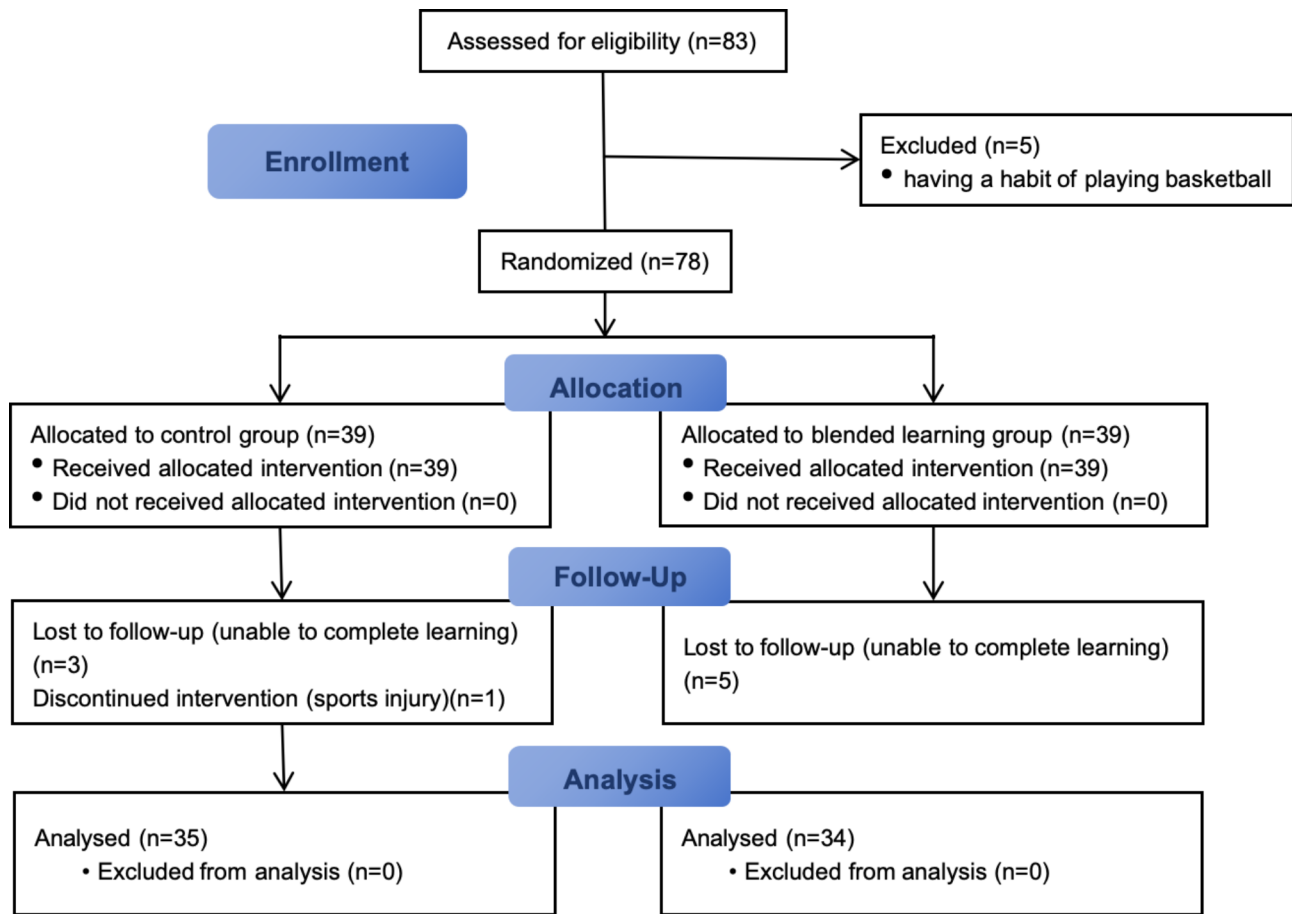 Assessed for eligibility (n=83)
Enrollment
Excluded (n=5)
• having a habit of playing basketball
Randomized (n=78)
Allocation
Allocated to control group (n=39)
• Received allocated intervention (n=39)
• Did not received allocated intervention (n=0)
Allocated to blended learning group (n=39)
• Received allocated intervention (n=39)
• Did not received allocated intervention (n=0)
Follow-Up
Lost to follow-up (unable to complete learning)
(n=3)
Discontinued intervention (sports injury)(n=1)
Lost to follow-up (unable to complete learning)
(n=5)
Analysis
Analysed (n=35)
• Excluded from analysis (n=0)
Analysed (n=34)
• Excluded from analysis (n=0)